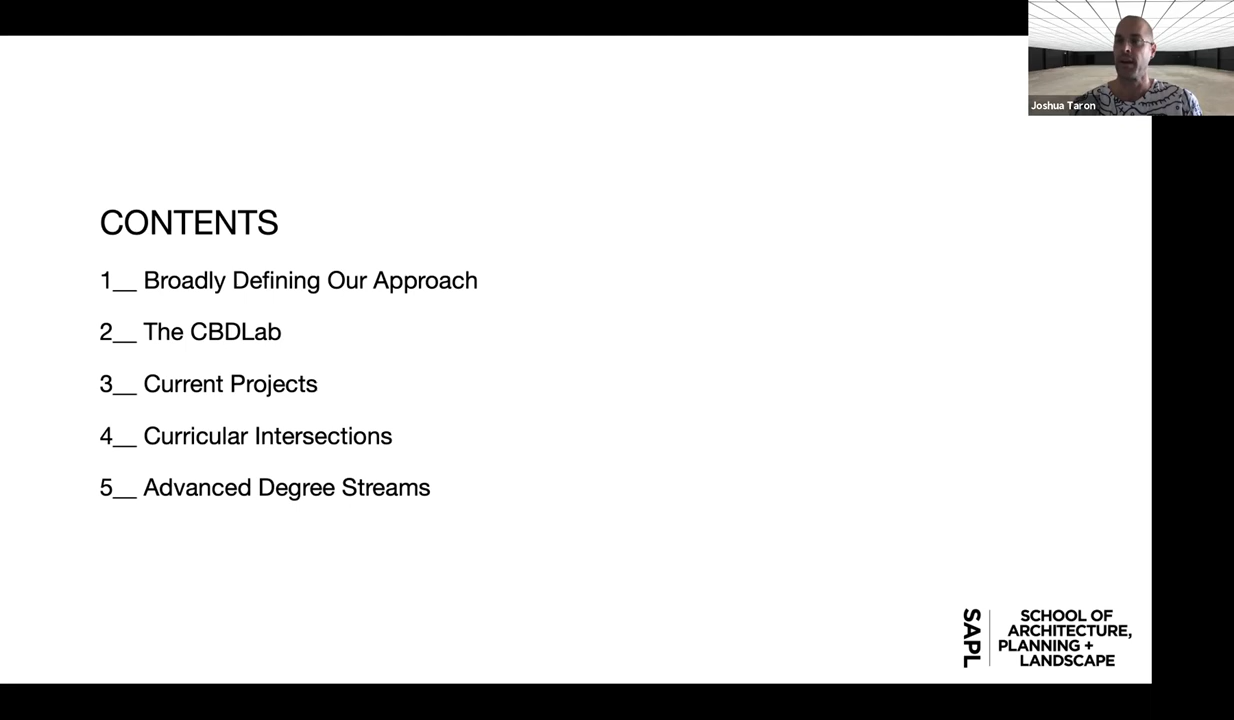 Joshua Taron
CONTENTS
1__ Broadly Defining Our Approach
2__ The CBDLab
3__ Current Projects
4__ Curricular Intersections
5__ Advanced Degree Streams
SAPL
SCHOOL OF
ARCHITECTURE,
PLANNING +
LANDSCAPE